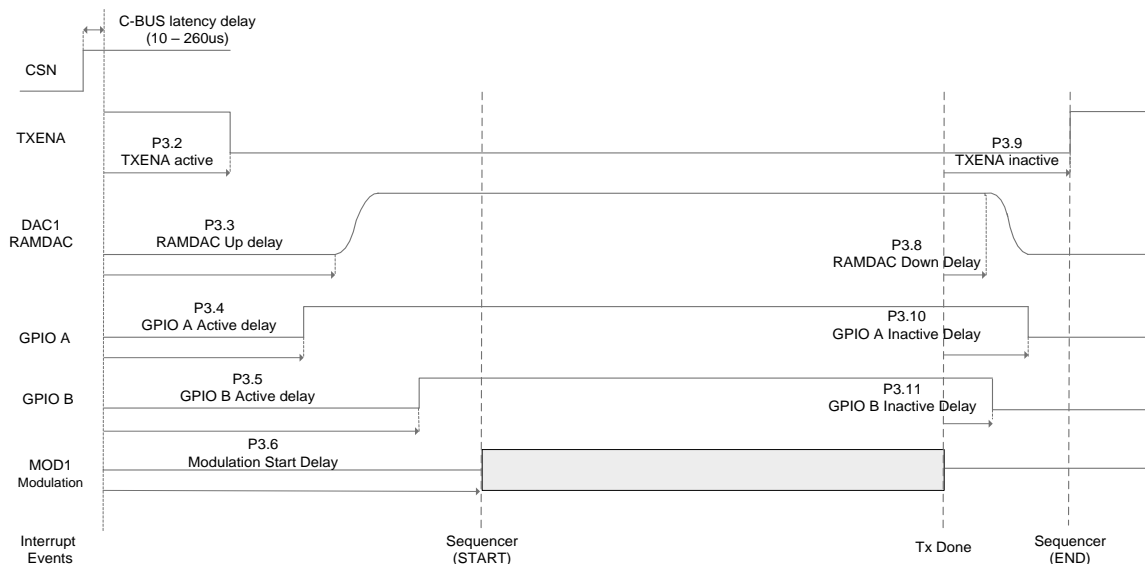 C-BUS latency delay
(10 – 260us)
CSN
TXENA
P3.2
TXENA active
P3.9
TXENA inactive
DAC1
RAMDAC
P3.3
RAMDAC Up delay
P3.8
RAMDAC Down Delay
GPIO A
P3.4
GPIO A Active delay
P3.10
GPIO A Inactive Delay
GPIO B
P3.5
GPIO B Active delay
P3.11
GPIO B Inactive Delay
MOD1
Modulation
P3.6
Modulation Start Delay
Interrupt
Events
Sequencer
(START)
Tx Done
Sequencer
(END)